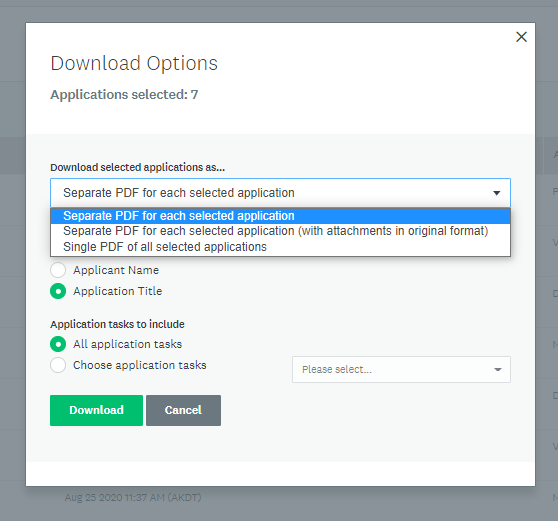 Download Options
Applications selected: 7
Download selected applications as...
Separate PDF for each selected application
Separate PDF for each selected application
Separate PDF for each selected application (with attachments in original format)
Single PDF of all selected applications
Applicant Name
Application Title
Application tasks to include
All application tasks
Choose application tasks
Please select...
Download
Cancel
Aug 25 2020 11:37 AM (AKDT)